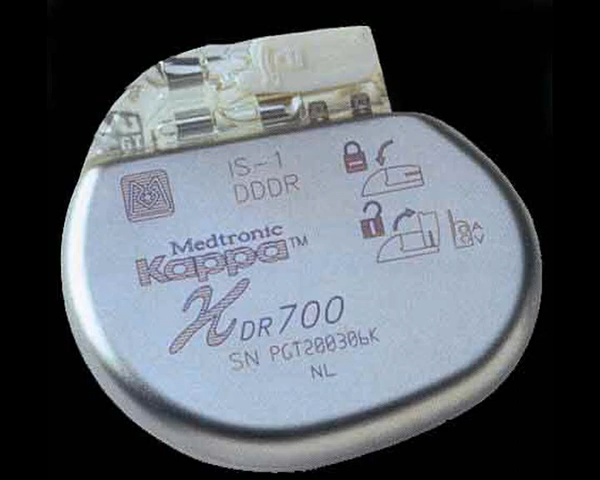 IS-1
DDDR
Medtronic
Kappa™
K DR700
SN PGT200306K
NL
A
V